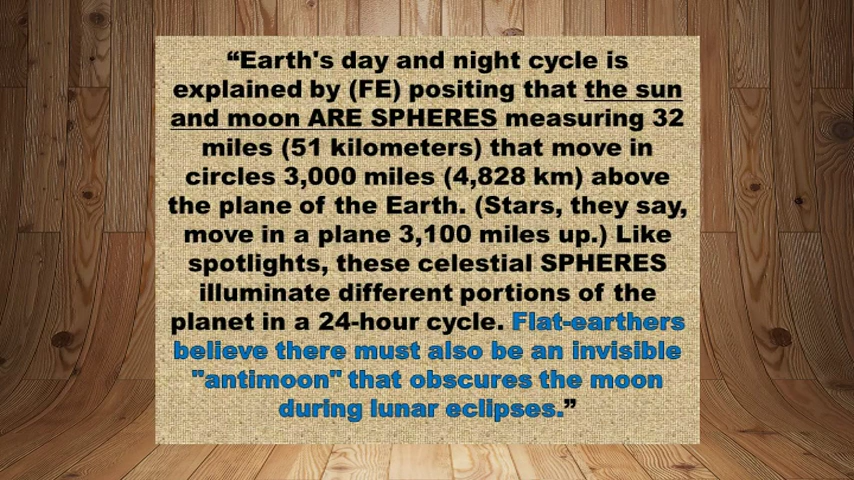 “Earth's day and night cycle is
explained by (FE) positing that the sun
and moon ARE SPHERES measuring 32
miles (51 kilometers) that move in
circles 3,000 miles (4,828 km) above
the plane of the Earth. (Stars, they say,
move in a plane 3,100 miles up.) Like
spotlights, these celestial SPHERES
illuminate different portions of the
planet in a 24-hour cycle. Flat-earthers
believe there must also be an invisible
"antimoon" that obscures the moon
during lunar eclipses.”